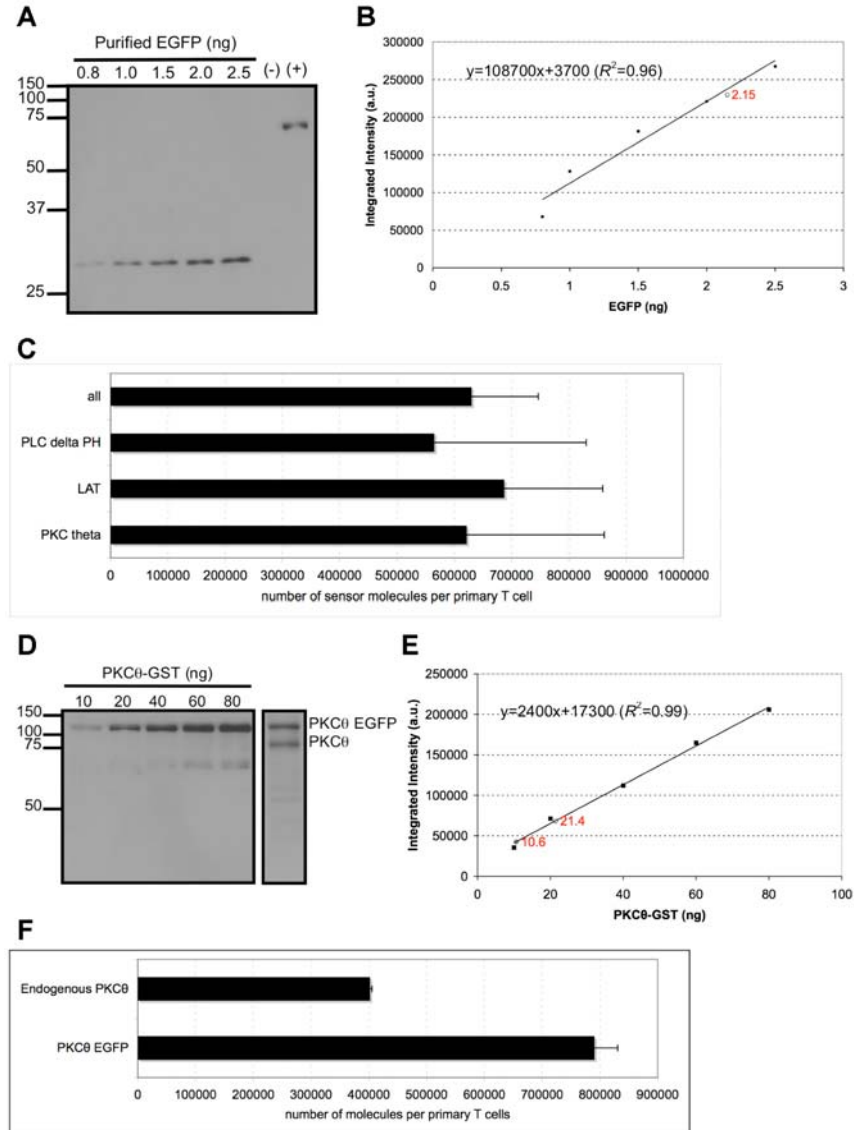 A
Purified EGFP (ng)
0.8 1.0 1.5 2.0 2.5 (-) (+)
150
100
75
50
37
25
B
300000
250000
200000
150000
100000
50000
0
y=108700x+3700 (R²=0.96)
2.15
0 0.5 1 1.5 2 2.5 3
Integrated Intensity (a.u.)
EGFP (ng)
C
all
PLC delta PH
LAT
PKC theta
0 100000 200000 300000 400000 500000 600000 700000 800000 900000 1000000
number of sensor molecules per primary T cell
D
PKCθ-GST (ng)
10 20 40 60 80
150
100
75
50
PKCθ EGFP
PKCθ
E
250000
200000
150000
100000
50000
0
y=2400x+17300 (R²=0.99)
21.4
10.6
0 20 40 60 80 100
Integrated Intensity (a.u.)
PKCθ-GST (ng)
F
Endogenous PKCθ
PKCθ EGFP
0 100000 200000 300000 400000 500000 600000 700000 800000 900000
number of molecules per primary T cells